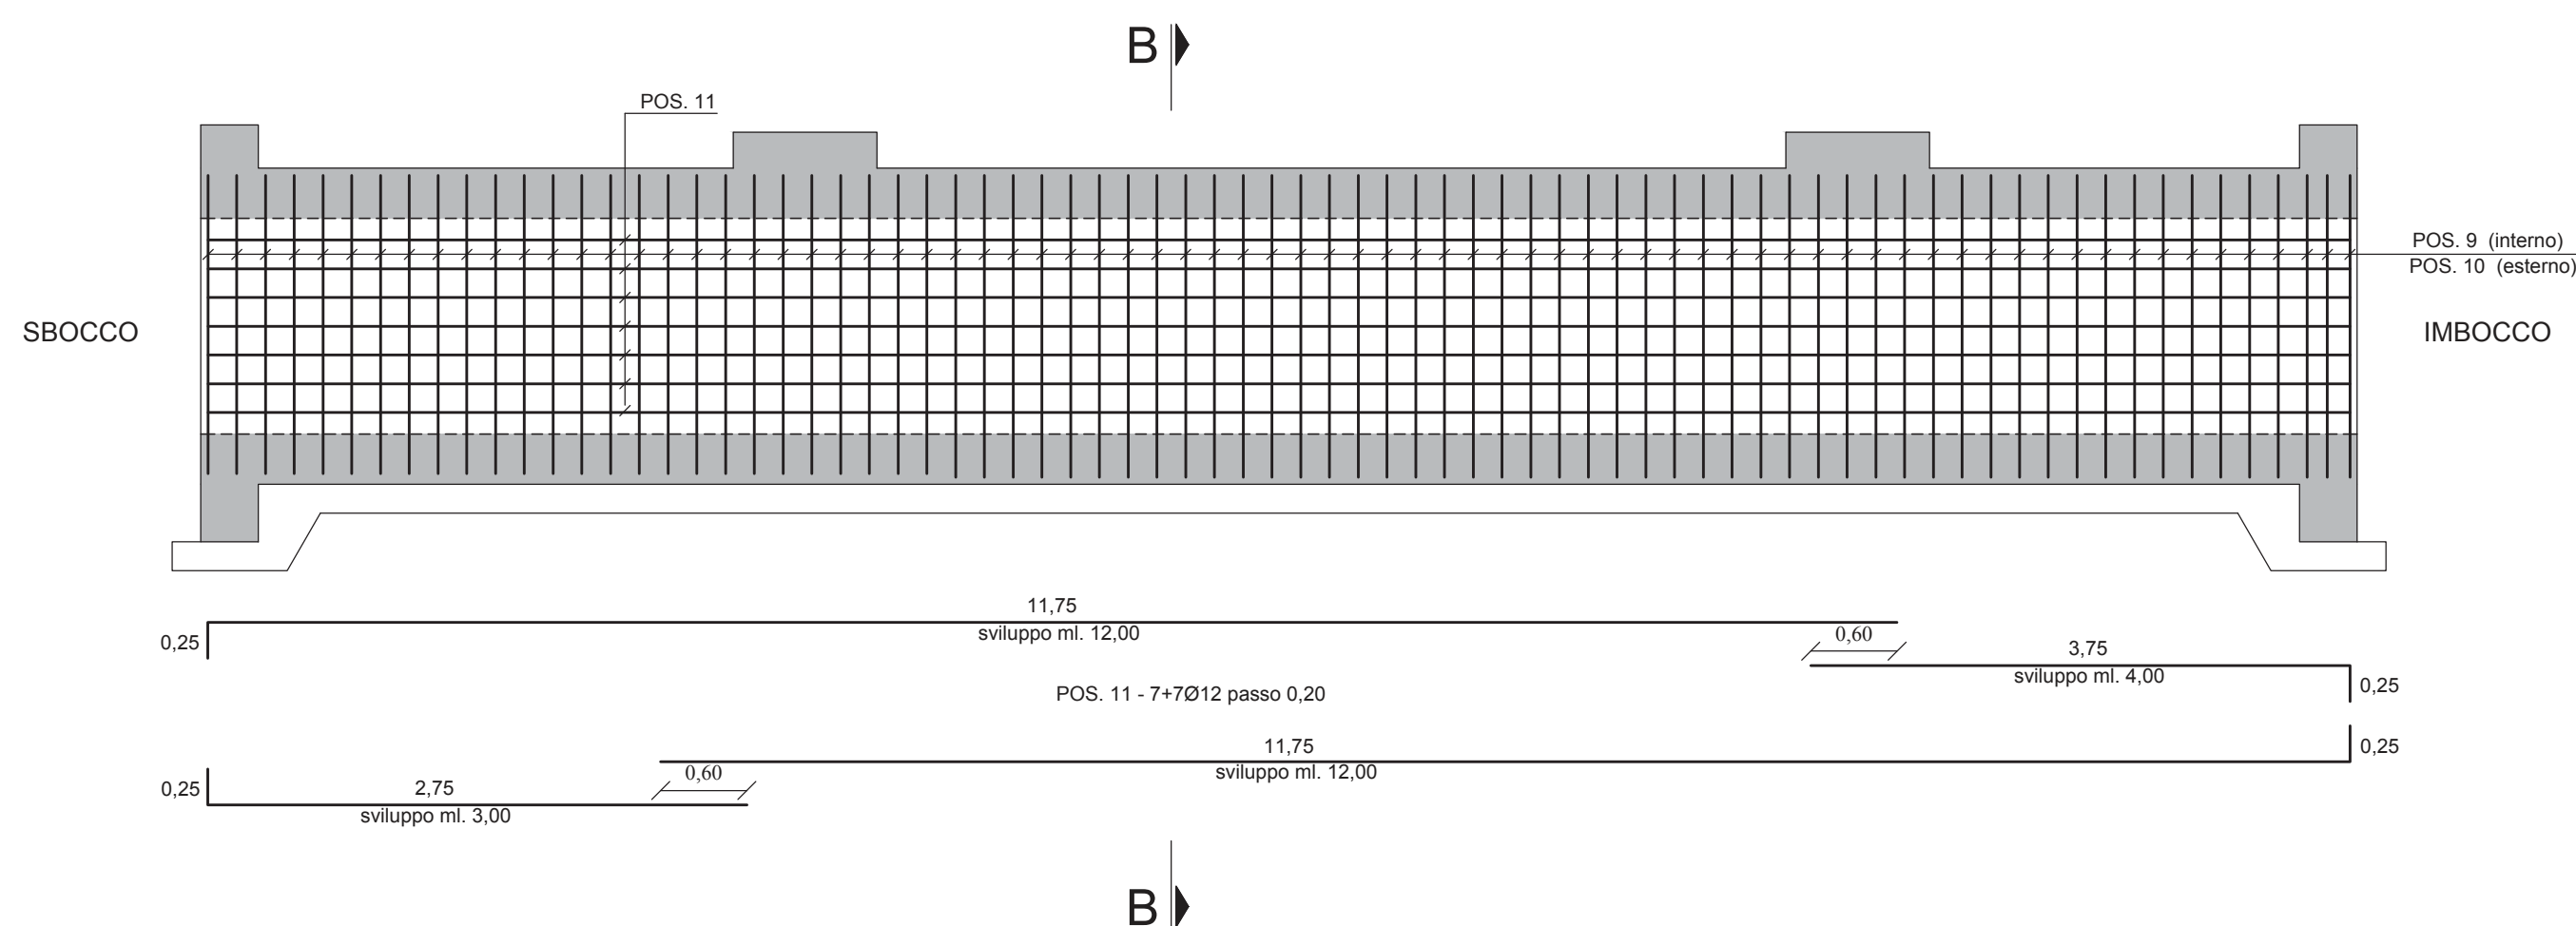 B
POS. 11
POS. 9 (interno)
POS. 10 (esterno)
SBOCCO
IMBOCCO
11,75
0,25
sviluppo ml. 12,00
0,60
3,75
sviluppo ml. 4,00
0,25
POS. 11 - 7+7Ø12 passo 0,20
11,75
0,25
sviluppo ml. 12,00
0,60
0,25
2,75
sviluppo ml. 3,00
B